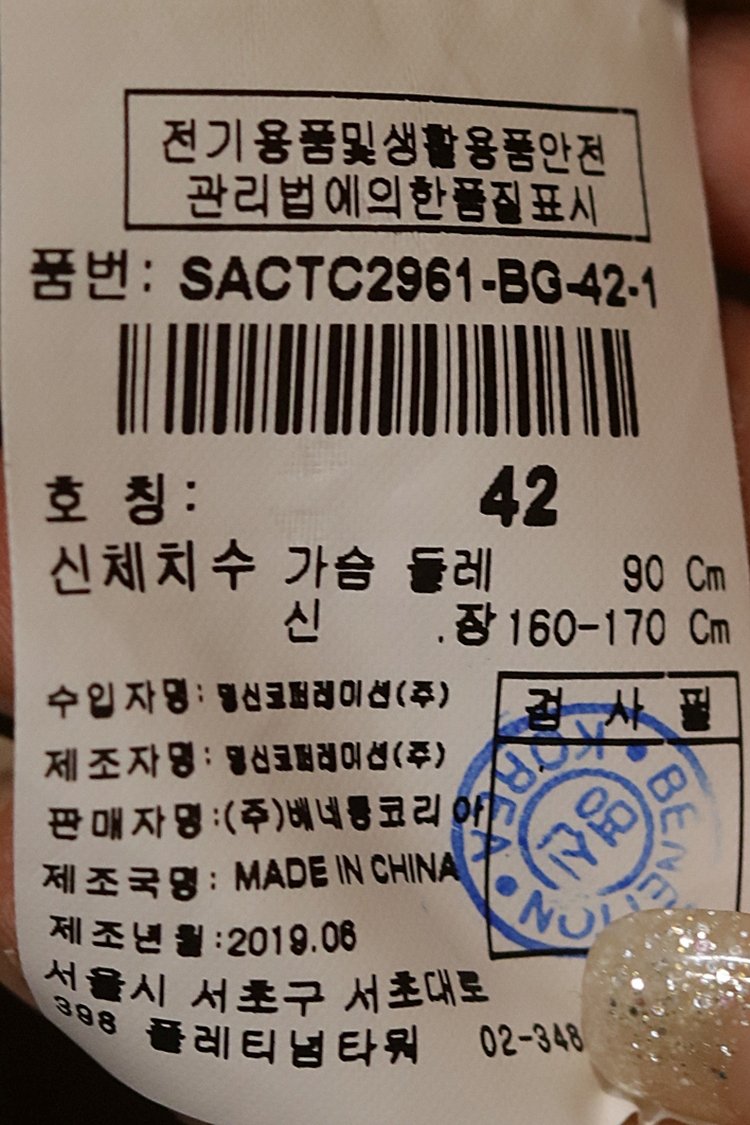 전기용품및생활용품안전
관리법에의한품질표시
품번: SACTC2961-BG-42-1
호 칭: 42
신체치수 가슴 둘레 90 Cm
신 .장 160-170 Cm
수입자명: 명신코퍼레이션(주)
제조자명: 명신코퍼레이션(주)
판매자명:(주)베네통코리아
제조국명: MADE IN CHINA
제조년월:2019.06
서울시 서초구 서초대로
398 플레티넘타워 02-348
검 사 필
BENETTON KOREA